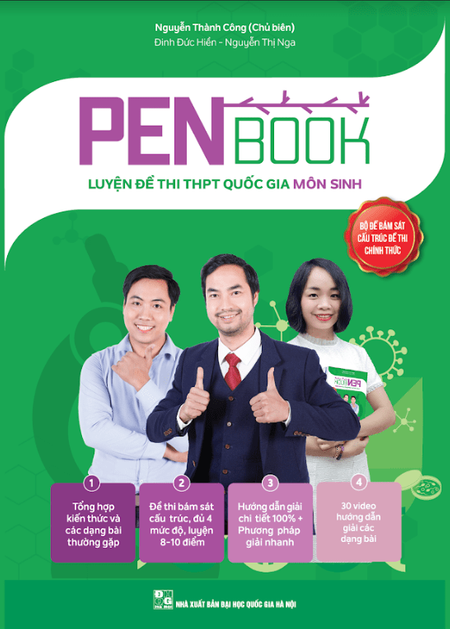 Nguyễn Thành Công (Chủ biên)
Đinh Đức Hiền - Nguyễn Thị Nga
PEN
BOOK
LUYỆN ĐỀ THI THPT QUỐC GIA MÔN SINH
BỘ ĐỀ BÁM SÁT
CẤU TRÚC ĐỀ THI
CHÍNH THỨC
1
Tổng hợp
kiến thức và
các dạng bài
thường gặp
2
Đề thi bám sát
cấu trúc, đủ 4
mức độ, luyện
8-10 điểm
3
Hướng dẫn giải
chi tiết 100% +
Phương pháp
giải nhanh
4
30 video
hướng dẫn
giải các
dạng bài
NHÀ XUẤT BẢN ĐẠI HỌC QUỐC GIA HÀ NỘI